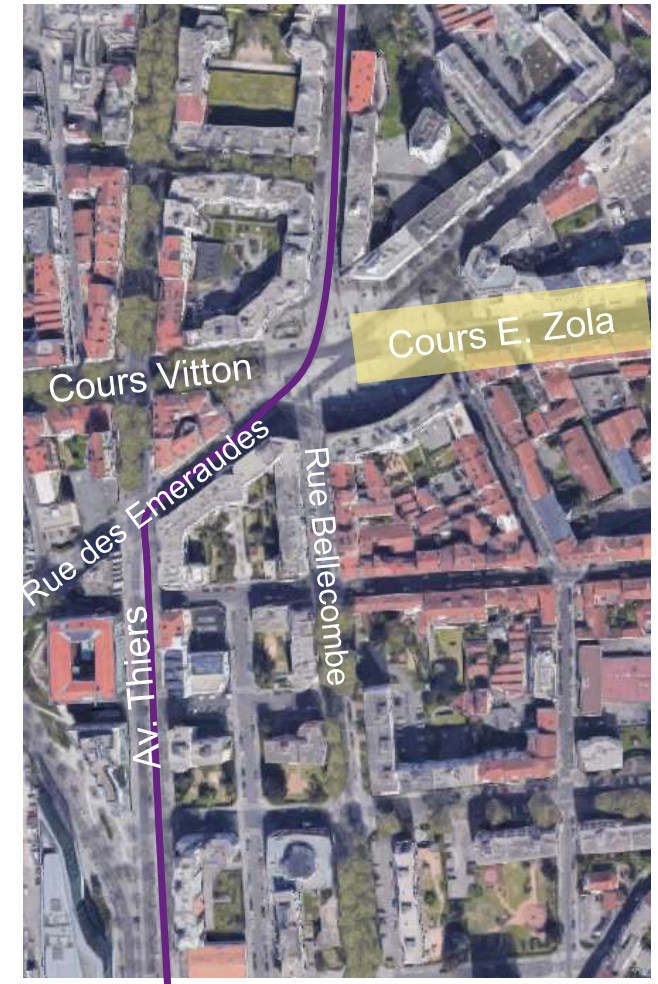 Cours E. Zola
Cours Vitton
Rue des Emeraudes
Rue Bellecombe
Av. Thiers